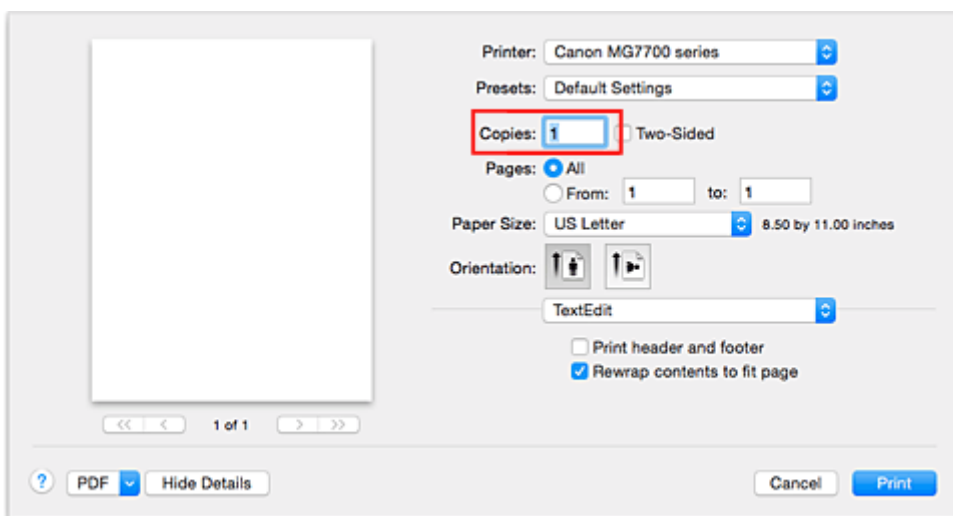 Printer: Canon MG7700 series
Presets: Default Settings
Copies: 1 Two-Sided
Pages: All
From: 1 to: 1
Paper Size: US Letter 8.50 by 11.00 inches
Orientation:
TextEdit
Print header and footer
Rewrap contents to fit page
1 of 1
? PDF Hide Details Cancel Print